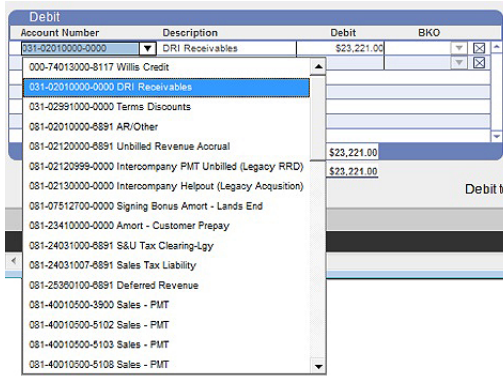 Debit
Account Number Description Debit BKO
031-02010000-0000 DRI Receivables $23,221.00
000-74013000-8117 Willis Credit
031-02010000-0000 DRI Receivables
031-02991000-0000 Terms Discounts
081-02010000-6891 AR/Other
081-02120000-6891 Unbilled Revenue Accrual
$23,221.00
081-02120999-0000 Intercompany PMT Unbilled (Legacy RRD)
$23,221.00
081-02130000-0000 Intercompany Helpout (Legacy Acqusition)
Debit
081-07512700-0000 Signing Bonus Amort - Lands End
081-23410000-0000 Amort - Customer Prepay
081-24031000-6891 S&U Tax Clearing-Lgy
081-24031007-6891 Sales Tax Liability
081-25360100-6891 Deferred Revenue
081-40010500-3900 Sales - PMT
081-40010500-5102 Sales - PMT
081-40010500-5103 Sales - PMT
081-40010500-5108 Sales - PMT